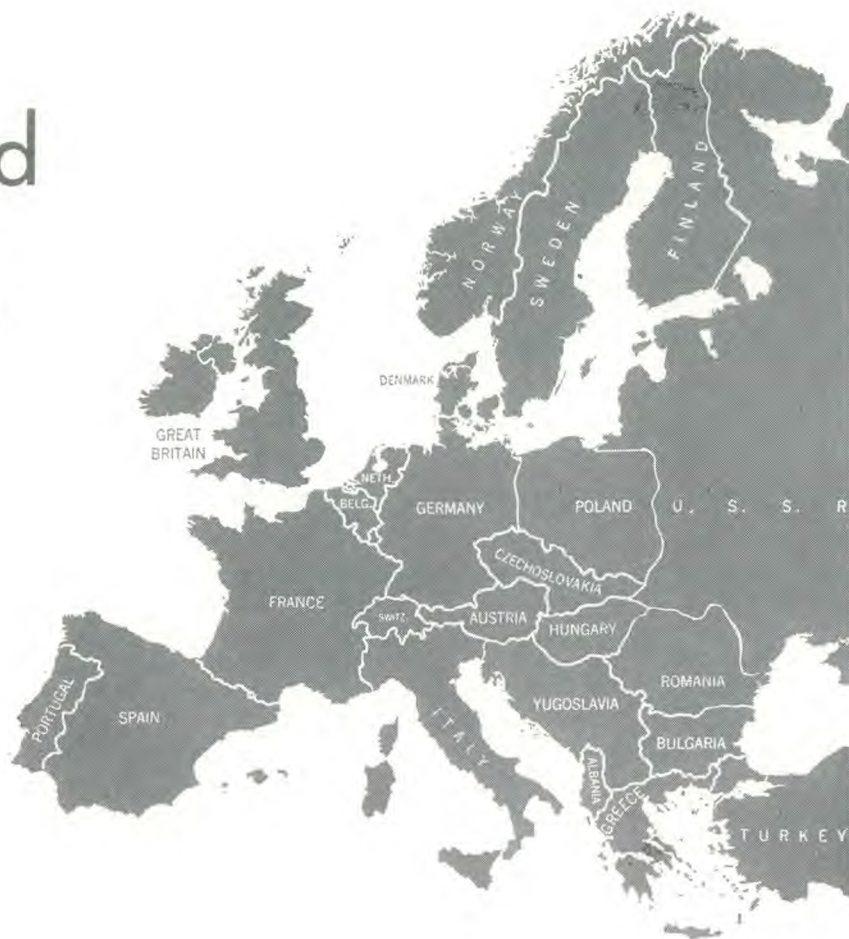 d
NORWAY
SWEDEN
FINLAND
DENMARK
GREAT
BRITAIN
NETH.
BELG.
GERMANY
POLAND
U. S. S. R
CZECHOSLOVAKIA
FRANCE
SWITZ.
AUSTRIA
HUNGARY
ROMANIA
PORTUGAL
SPAIN
ITALY
YUGOSLAVIA
BULGARIA
ALBANIA
GREECE
TURKEY